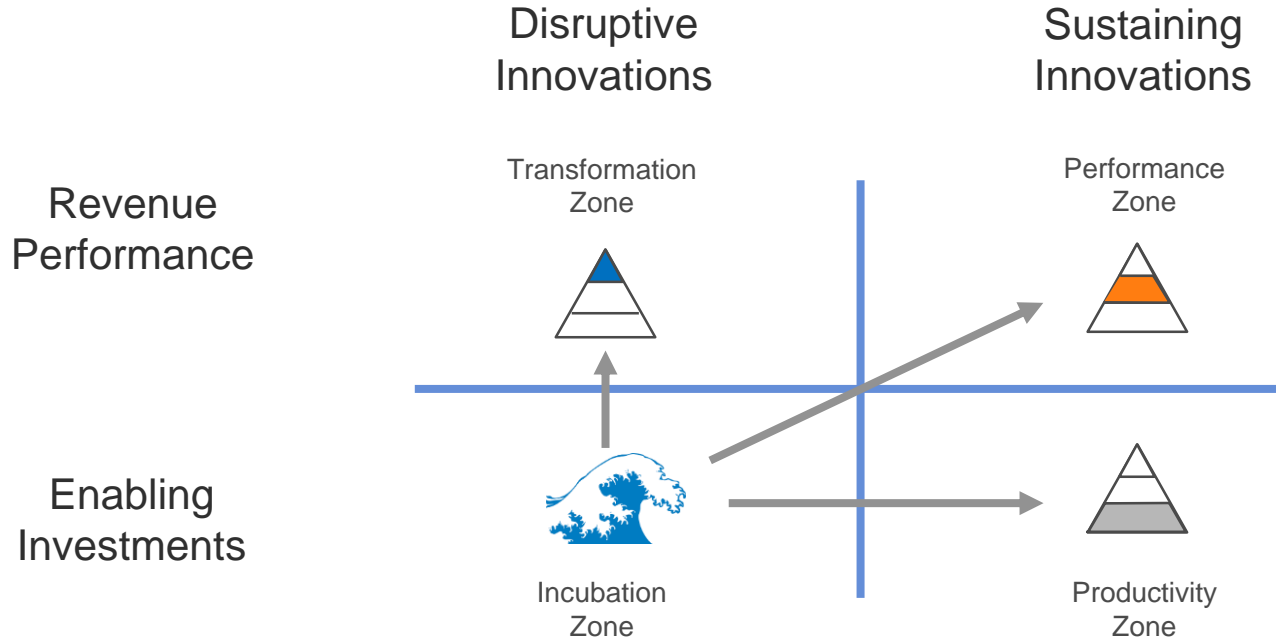 Disruptive
Innovations
Sustaining
Innovations
Revenue
Performance
Transformation
Zone
Performance
Zone
Enabling
Investments
Incubation
Zone
Productivity
Zone